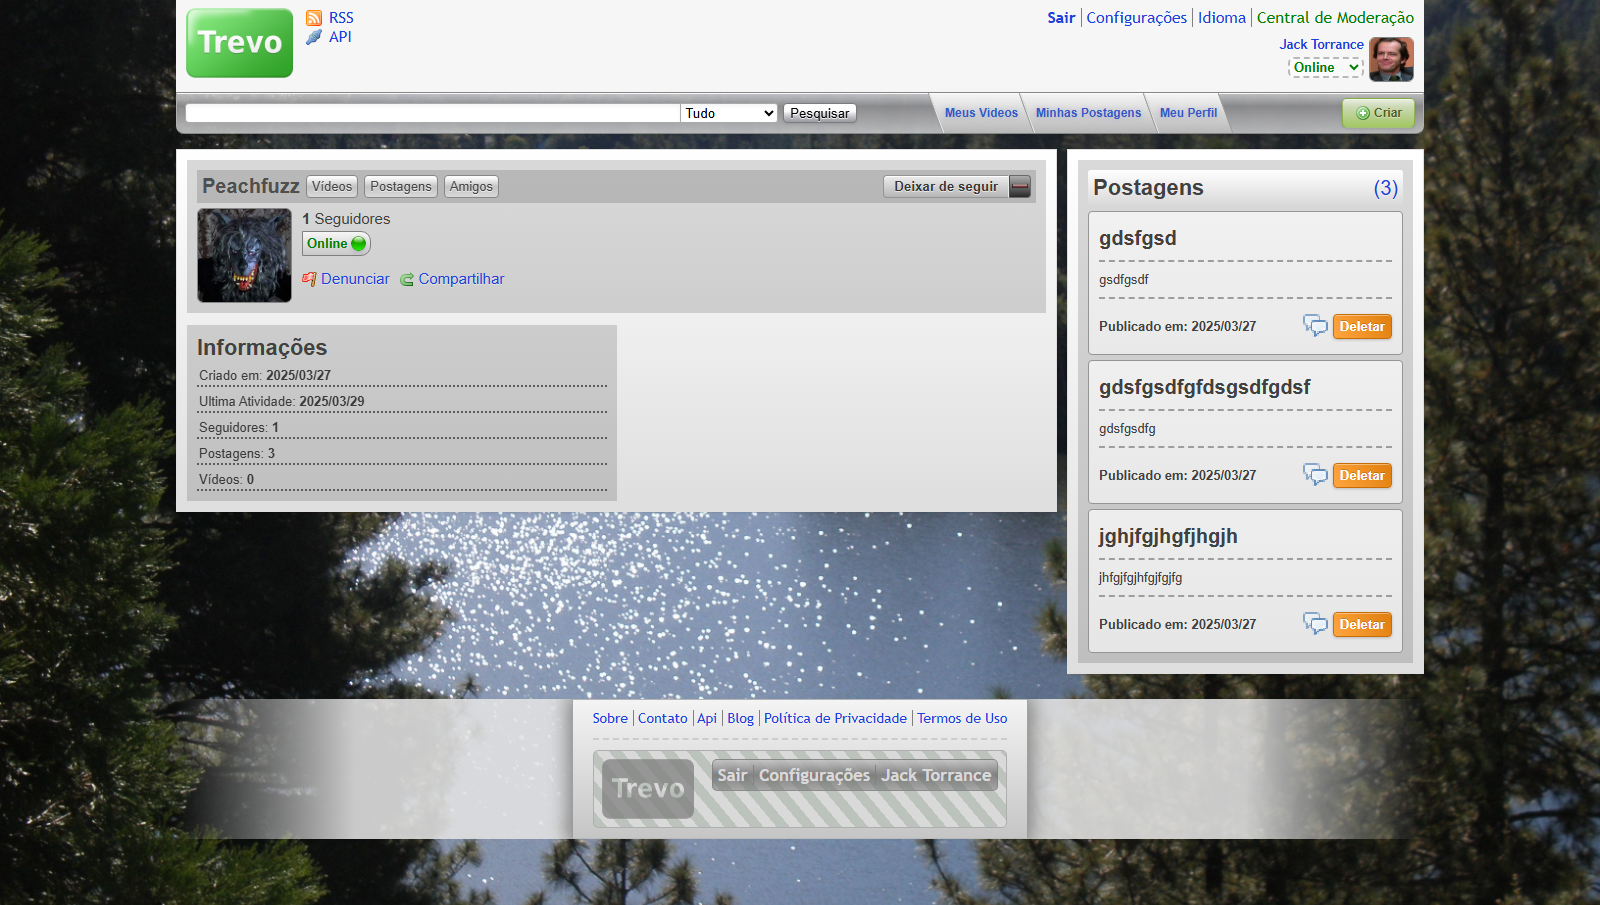 Trevo
RSS
API
Sair Configurações Idioma Central de Moderação
Jack Torrance
Online
Tudo
Pesquisar
Meus Videos Minhas Postagens Meu Perfil
Criar
Peachfuzz Vídeos Postagens Amigos
Deixar de seguir
1 Seguidores
Online
Denunciar Compartilhar
Informações
Criado em: 2025/03/27
Ultima Atividade: 2025/03/29
Seguidores: 1
Postagens: 3
Vídeos: 0
Postagens (3)
gdsfgsd
gsdfgsdf
Publicado em: 2025/03/27 Deletar
gdsfgsdfgfdsgsdfgdsf
gdsfgsdfg
Publicado em: 2025/03/27 Deletar
jghjfgjhgfjhgjh
jhfgjfgjhfgjfgjfg
Publicado em: 2025/03/27 Deletar
Sobre Contato Api Blog Política de Privacidade Termos de Uso
Trevo
Sair Configurações Jack Torrance